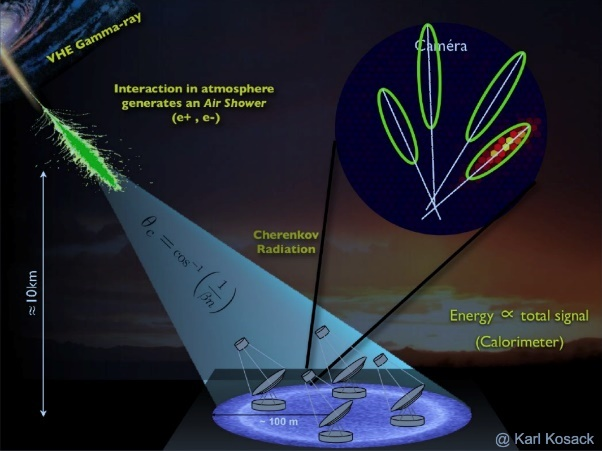 VHE Gamma-ray
Interaction in atmosphere
generates an Air Shower
(e+ , e-)
Caméra
θ_c = cos⁻¹(1/βn)
Cherenkov
Radiation
≈10km
Energy ∝ total signal
(Calorimeter)
~ 100 m
@ Karl Kosack